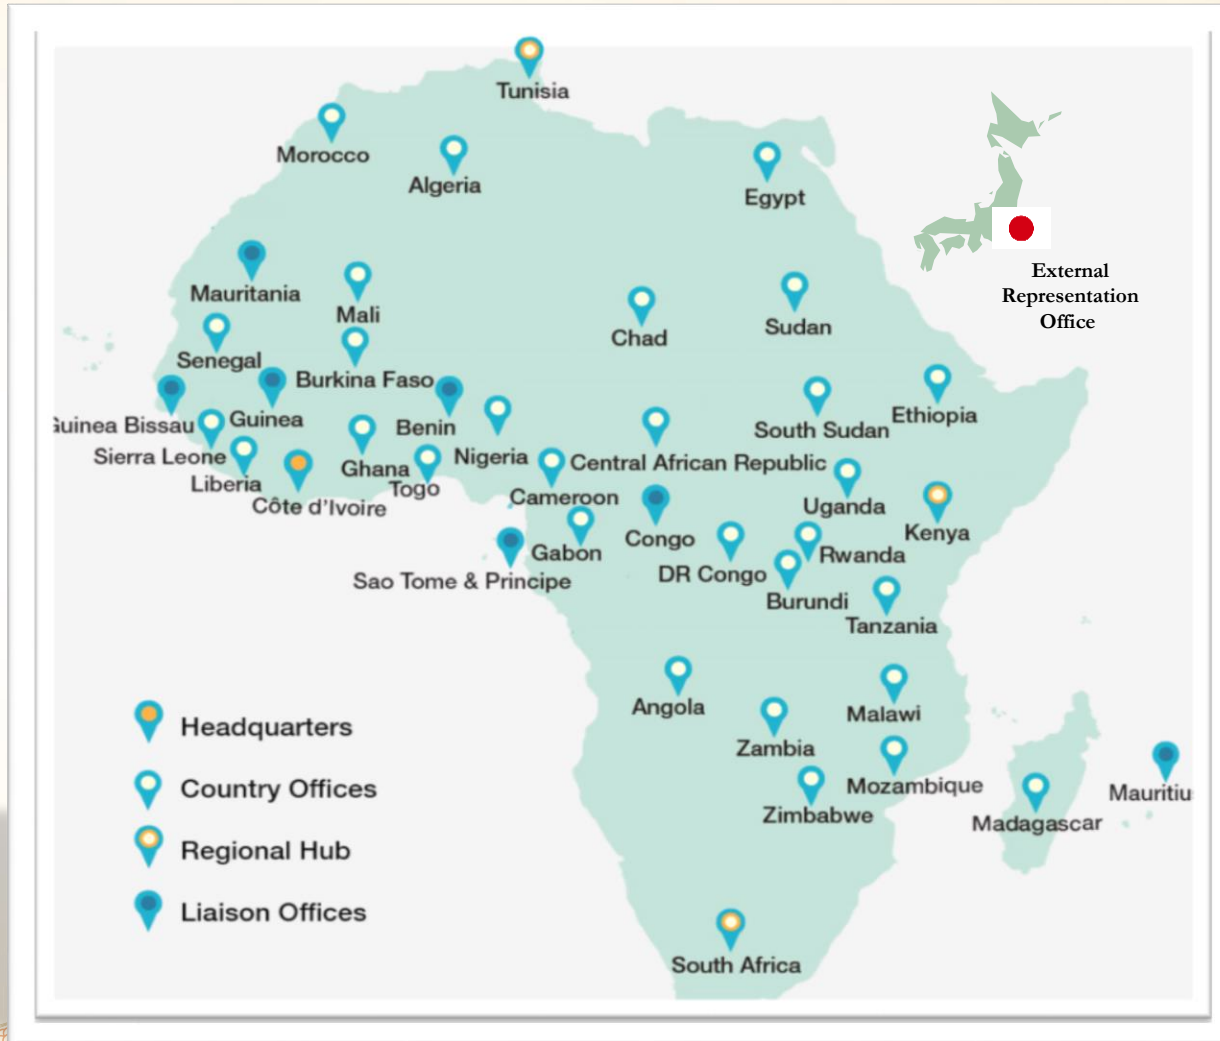 Tunisia
Morocco
Algeria
Egypt
External
Representation
Office
Mauritania
Mali
Chad
Sudan
Senegal
Burkina Faso
Guinea
Benin
Ethiopia
Guinea Bissau
South Sudan
Sierra Leone
Ghana
Nigeria
Central African Republic
Liberia
Togo
Cameroon
Côte d'Ivoire
Uganda
Kenya
Gabon
Congo
Rwanda
Sao Tome & Principe
DR Congo
Burundi
Tanzania
Angola
Malawi
Zambia
Mozambique
Mauritiu
Zimbabwe
Madagascar
Headquarters
Country Offices
Regional Hub
Liaison Offices
South Africa